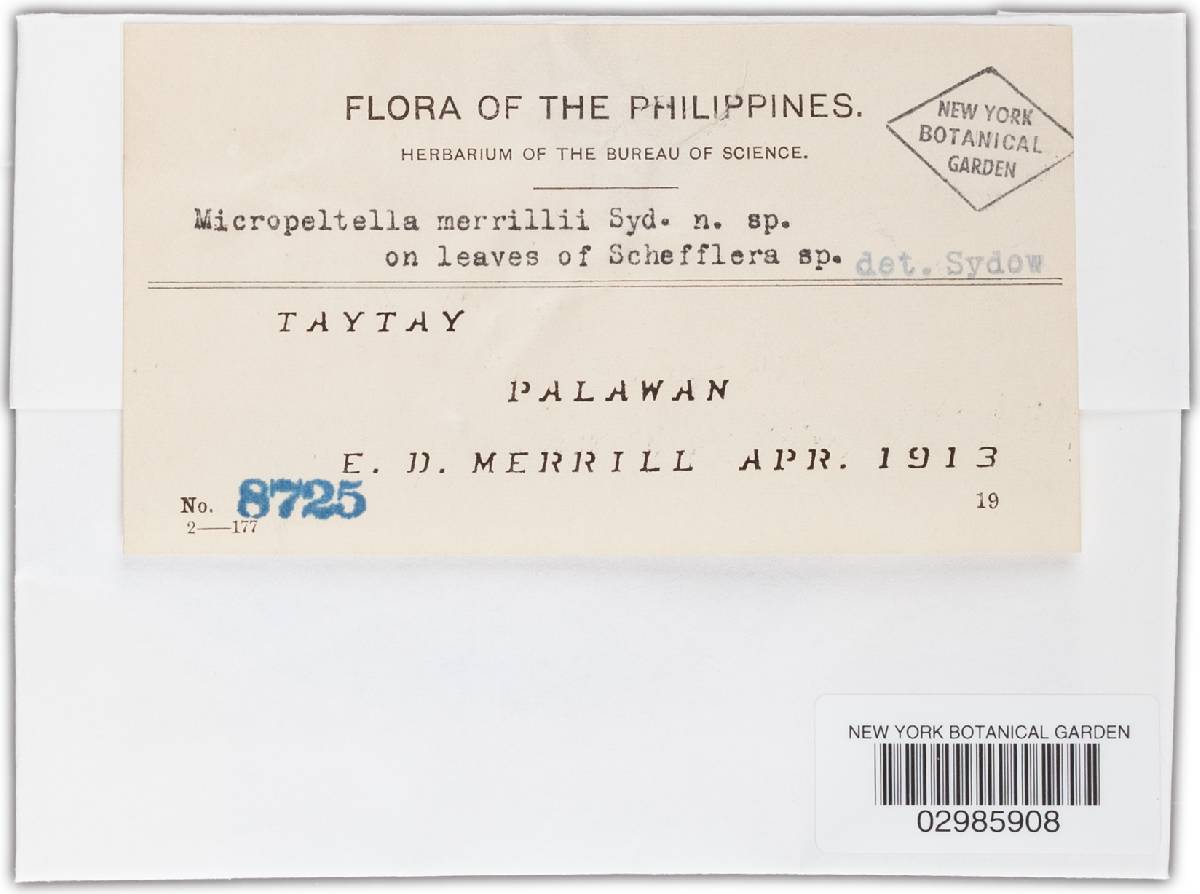 FLORA OF THE PHILIPPINES.
HERBARIUM OF THE BUREAU OF SCIENCE.
NEW YORK
BOTANICAL
GARDEN
Micropeltella merrillii Syd. n. sp.
on leaves of Schefflera sp. det. Sydow
TAYTAY
PALAWAN
E. D. MERRILL APR. 1913
No. 8725 19
2—177
NEW YORK BOTANICAL GARDEN
02985908